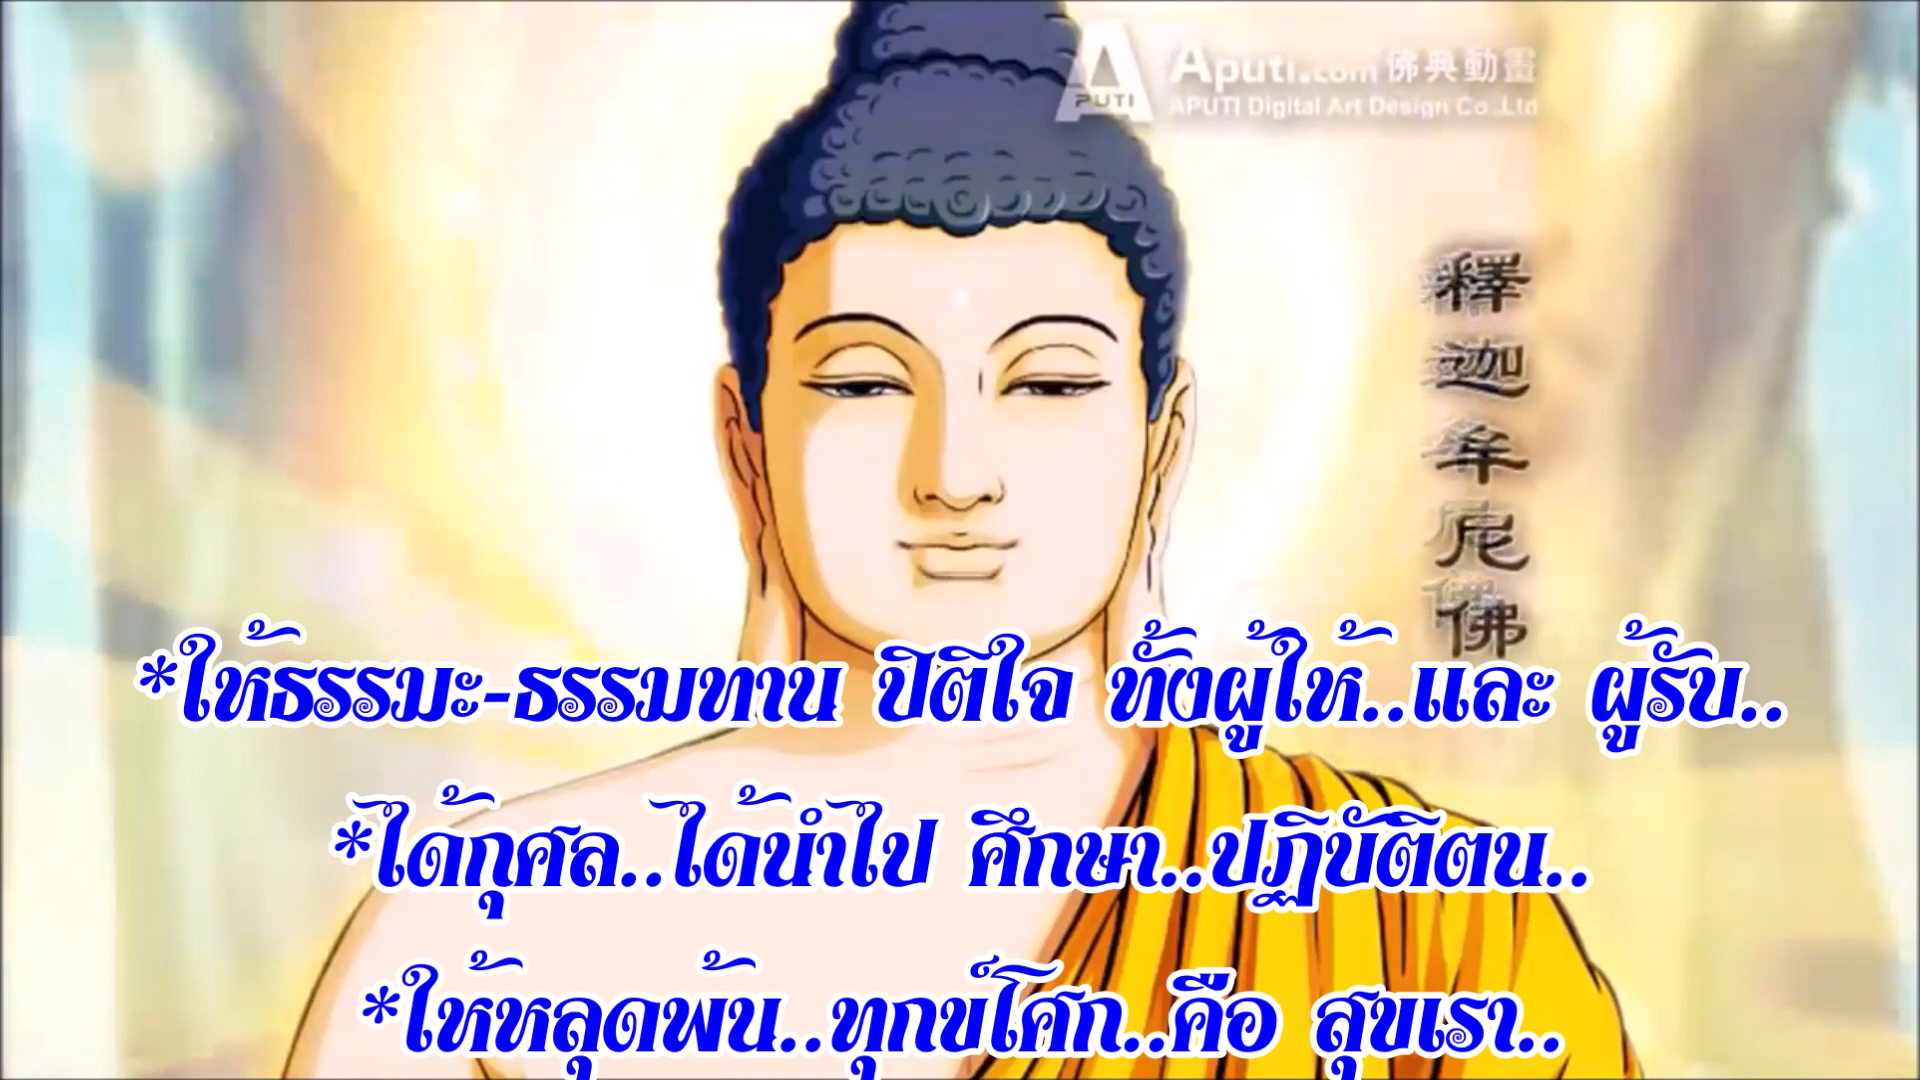 Aputi.com 佛典動畫
APUTI
APUTI Digital Art Design Co.,Ltd
釋迦牟尼佛
*ให้ธรรมะ-ธรรมทาน ปิติใจ ทั้งผู้ให้..และ ผู้รับ..
*ได้กุศล..ได้นำไป ศึกษา..ปฏิบัติตน..
*ให้หลุดพ้น..ทุกข์โศก..คือ สุขเรา..